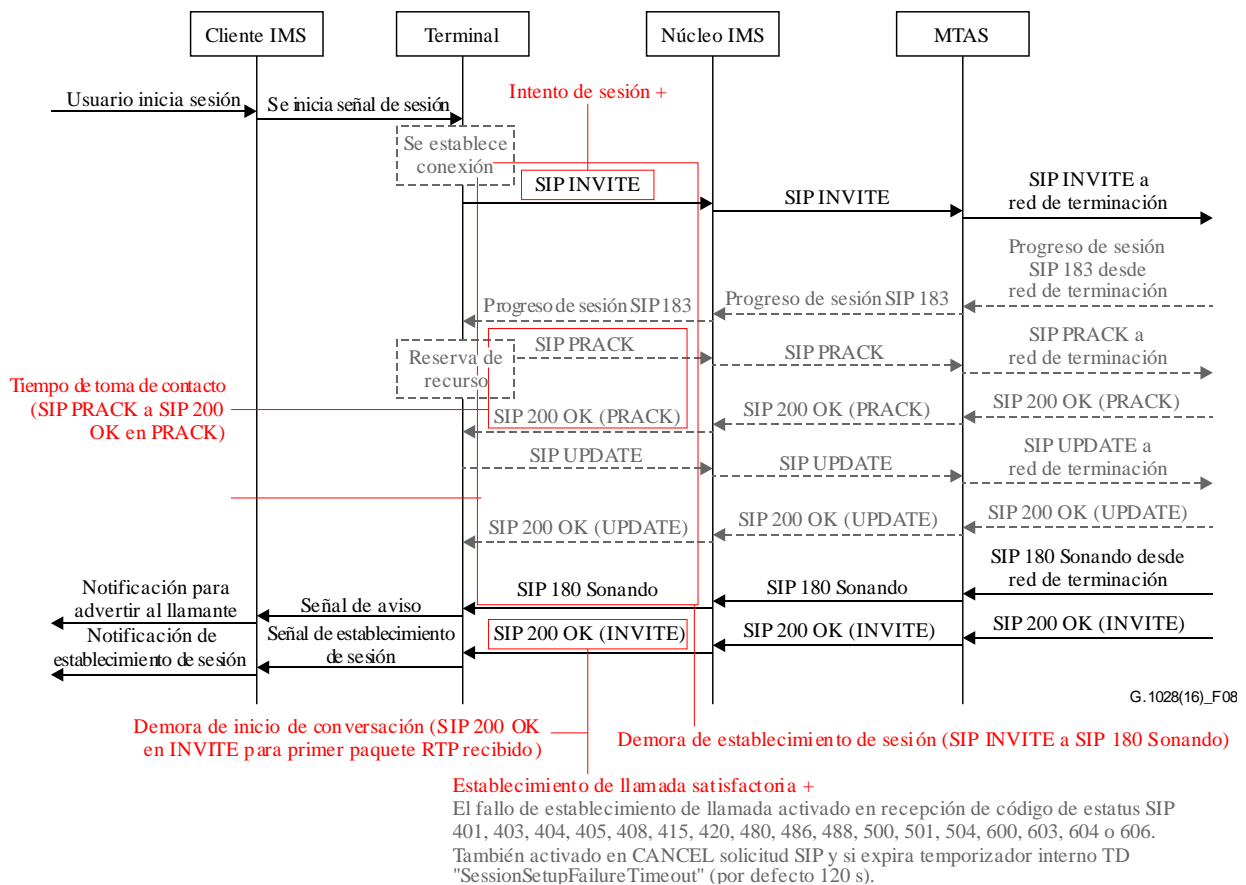 Cliente IMS
Terminal
Núcleo IMS
MTAS
Usuario inicia sesión
Se inicia señal de sesión
Intento de sesión +
Se establece
conexión
SIP INVITE
SIP INVITE
SIP INVITE a
red de terminación
Progreso de sesión
SIP 183 desde
red de terminación
Progreso de sesión SIP 183
Progreso de sesión SIP 183
Reserva de
recurso
SIP PRACK
SIP PRACK
SIP PRACK a
red de terminación
Tiempo de toma de contacto
(SIP PRACK a SIP 200
OK en PRACK)
SIP 200 OK (PRACK)
SIP 200 OK (PRACK)
SIP 200 OK (PRACK)
SIP UPDATE
SIP UPDATE
SIP UPDATE a
red de terminación
SIP 200 OK (UPDATE)
SIP 200 OK (UPDATE)
SIP 200 OK (UPDATE)
SIP 180 Sonando desde
red de terminación
SIP 180 Sonando
SIP 180 Sonando
Señal de aviso
Notificación para
advertir al llamante
SIP 200 OK (INVITE)
SIP 200 OK (INVITE)
SIP 200 OK (INVITE)
Señal de establecimiento
de sesión
Notificación de
establecimiento de sesión
G.1028(16)_F08
Demora de inicio de conversación (SIP 200 OK
en INVITE para primer paquete RTP recibido)
Demora de establecimiento de sesión (SIP INVITE a SIP 180 Sonando)
Establecimiento de llamada satisfactoria +
El fallo de establecimiento de llamada activado en recepción de código de estatus SIP
401, 403, 404, 405, 408, 415, 420, 480, 486, 488, 500, 501, 504, 600, 603, 604 o 606.
También activado en CANCEL solicitud SIP y si expira temporizador interno TD
"SessionSetupFailureTimeout" (por defecto 120 s).